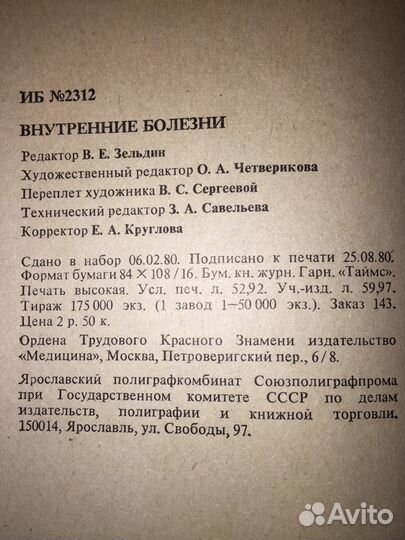 ИБ №2312
ВНУТРЕННИЕ БОЛЕЗНИ
Редактор В. Е. Зельдин
Художественный редактор О. А. Четверикова
Переплет художника В. С. Сергеевой
Технический редактор З. А. Савельева
Корректор Е. А. Круглова
Сдано в набор 06.02.80. Подписано к печати 25.08.80.
Формат бумаги 84 × 108/16. Бум. кн. журн. Гарн. «Таймс».
Печать высокая. Усл. печ. л. 52,92. Уч.-изд. л. 59,97.
Тираж 175 000 экз. (1 завод 1—50 000 экз.). Заказ 143.
Цена 2 р. 50 к.
Ордена Трудового Красного Знамени издательство
«Медицина», Москва, Петроверигский пер., 6/8.
Ярославский полиграфкомбинат Союзполиграфпрома
при Государственном комитете СССР по делам
издательств, полиграфии и книжной торговли.
150014, Ярославль, ул. Свободы, 97.
Avito